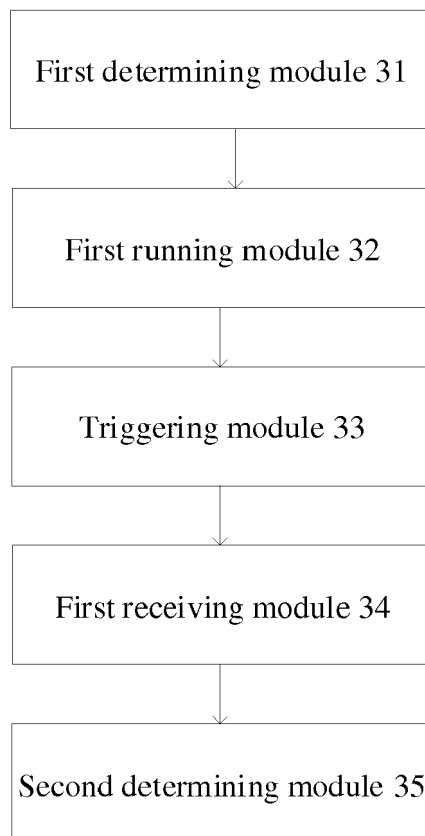 First determining module 31
First running module 32
Triggering module 33
First receiving module 34
Second determining module 35